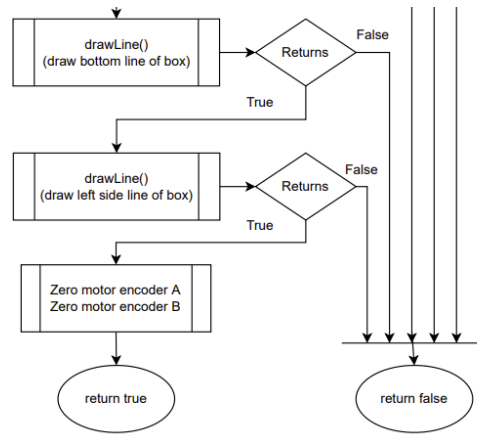 drawLine()
(draw bottom line of box)
Returns
False
True
drawLine()
(draw left side line of box)
Returns
False
True
Zero motor encoder A
Zero motor encoder B
return true
return false